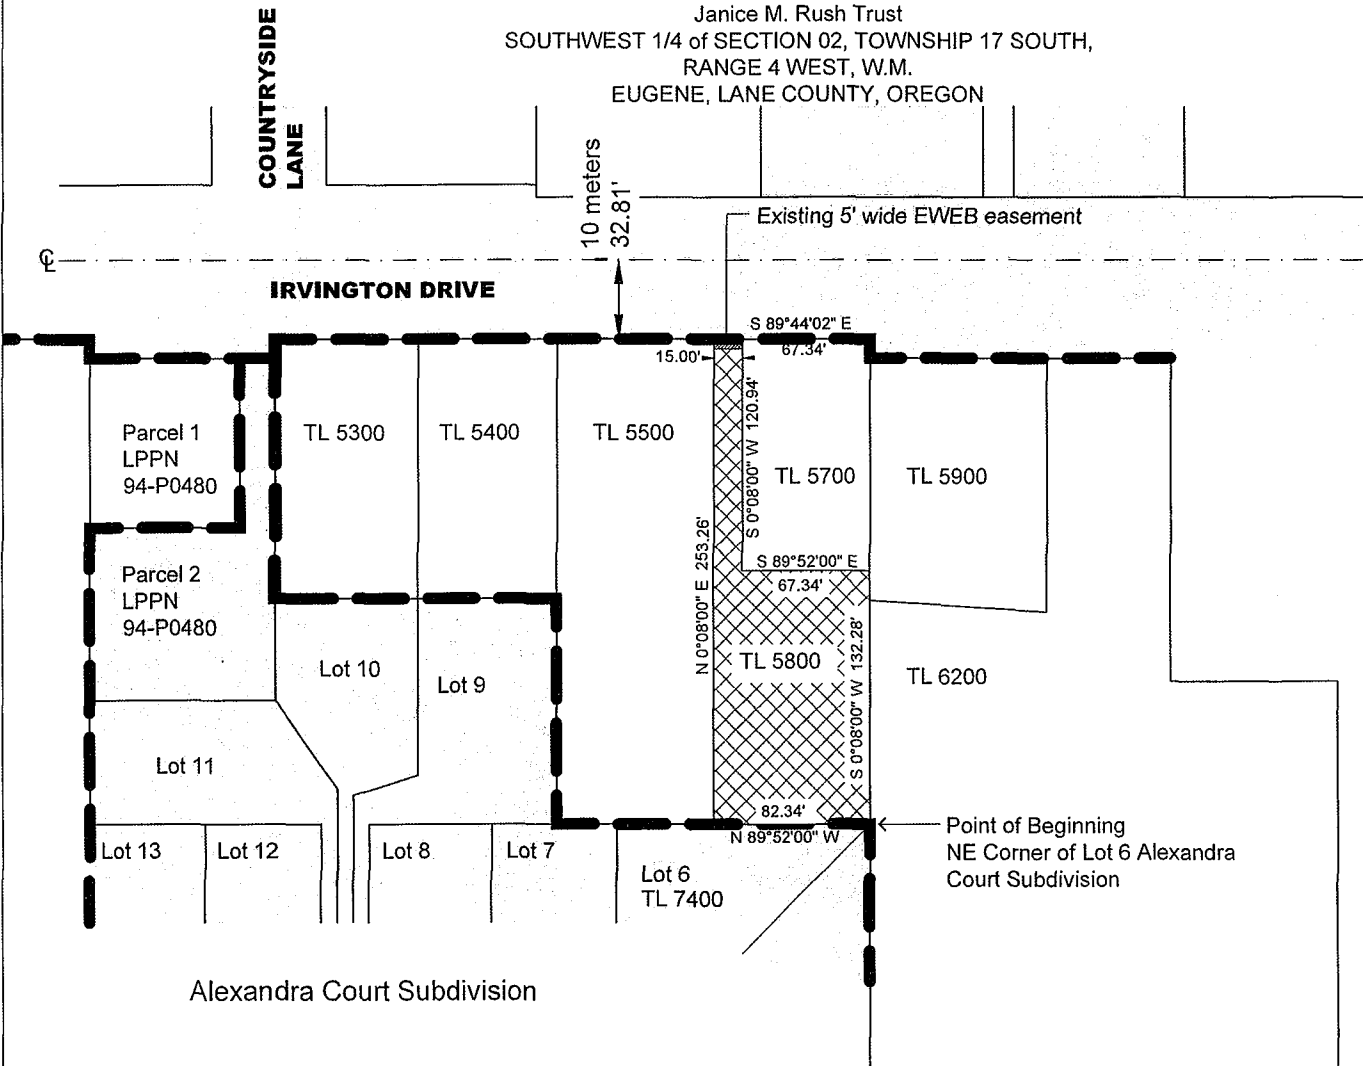 Janice M. Rush Trust
SOUTHWEST 1/4 of SECTION 02, TOWNSHIP 17 SOUTH,
RANGE 4 WEST, W.M.
EUGENE, LANE COUNTY, OREGON
COUNTRYSIDE
LANE
10 meters
32.81'
Existing 5' wide EWEB easement
℄
IRVINGTON DRIVE
S 89°44'02" E
67.34'
15.00'
Parcel 1
LPPN
94-P0480
TL 5300
TL 5400
TL 5500
S 0°08'00" W 120.94'
TL 5700
TL 5900
N 0°08'00" E 253.26'
S 89°52'00" E
67.34'
Parcel 2
LPPN
94-P0480
Lot 10
Lot 9
TL 5800
S 0°08'00" W 132.28'
TL 6200
Lot 11
82.34'
N 89°52'00" W
Point of Beginning
NE Corner of Lot 6 Alexandra
Court Subdivision
Lot 13
Lot 12
Lot 8
Lot 7
Lot 6
TL 7400
Alexandra Court Subdivision